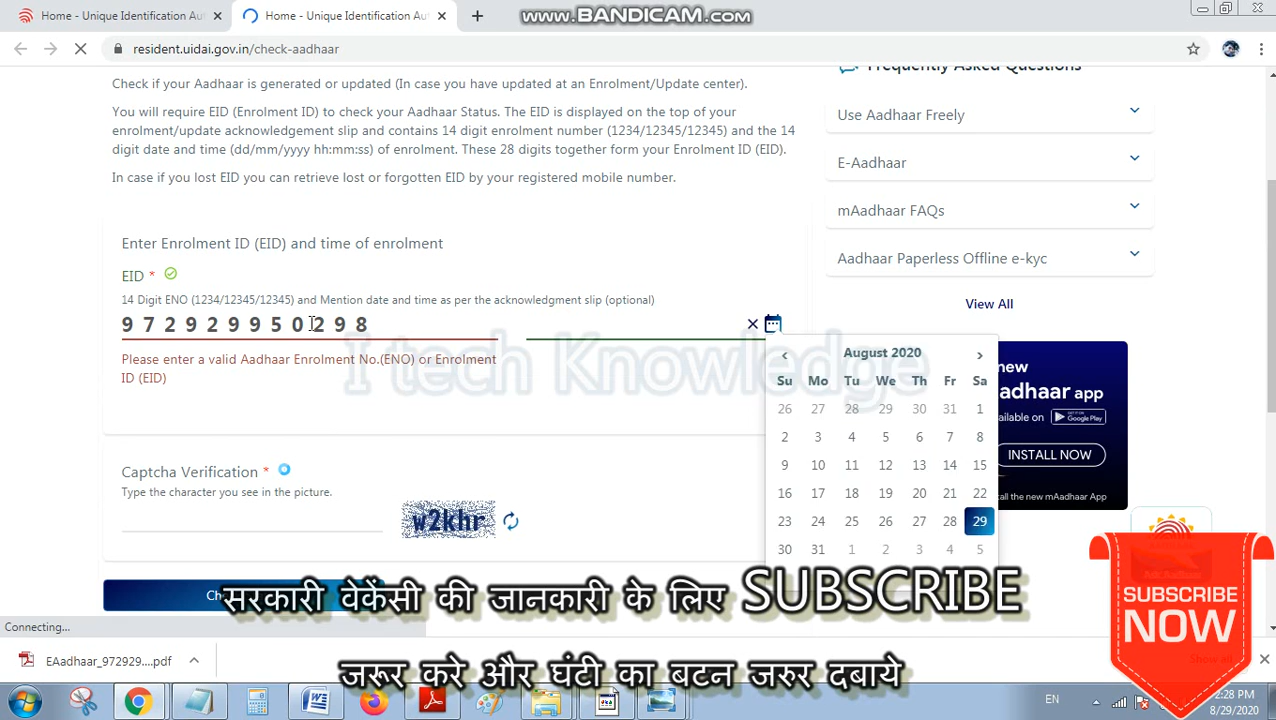 Home - Unique Identification Aut
Home - Unique Identification Aut
www.BANDICAM.com
resident.uidai.gov.in/check-aadhaar
Check if your Aadhaar is generated or updated (In case you have updated at an Enrolment/Update center).
You will require EID (Enrolment ID) to check your Aadhaar Status. The EID is displayed on the top of your
enrolment/update acknowledgement slip and contains 14 digit enrolment number (1234/12345/12345) and the 14
digit date and time (dd/mm/yyyy hh:mm:ss) of enrolment. These 28 digits together form your Enrolment ID (EID).
In case if you lost EID you can retrieve lost or forgotten EID by your registered mobile number.
Enter Enrolment ID (EID) and time of enrolment
EID *
14 Digit ENO (1234/12345/12345) and Mention date and time as per the acknowledgment slip (optional)
9 7 2 9 2 9 9 5 0 2 9 8
Please enter a valid Aadhaar Enrolment No.(ENO) or Enrolment
ID (EID)
I tech Knowledge
Captcha Verification *
Type the character you see in the picture.
w2khr
August 2020
Su Mo Tu We Th Fr Sa
26 27 28 29 30 31 1
2 3 4 5 6 7 8
9 10 11 12 13 14 15
16 17 18 19 20 21 22
23 24 25 26 27 28 29
30 31 1 2 3 4 5
Frequently Asked Questions
Use Aadhaar Freely
E-Aadhaar
mAadhaar FAQs
Aadhaar Paperless Offline e-kyc
View All
new
aadhaar app
Google Play
INSTALL NOW
the new mAadhaar App
सरकारी वेकेंसी की जानकारी के लिए SUBSCRIBE
जरूर करे और घंटी का बटन जरुर दबाये
SUBSCRIBE
NOW
Connecting...
EAadhaar_972929....pdf
Show all
EN
2:28 PM
8/29/2020